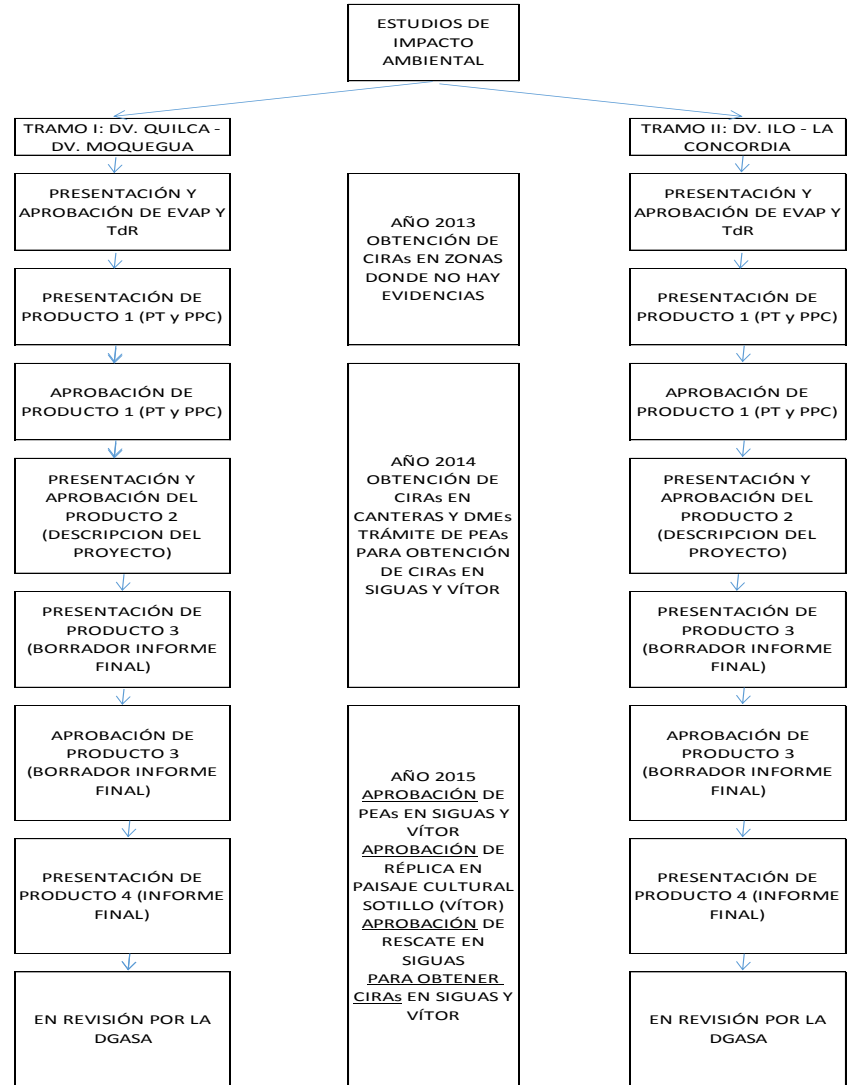 ESTUDIOS DE
IMPACTO
AMBIENTAL
TRAMO I: DV. QUILCA -
DV. MOQUEGUA
PRESENTACIÓN Y
APROBACIÓN DE EVAP Y
TdR
PRESENTACIÓN DE
PRODUCTO 1 (PT y PPC)
APROBACIÓN DE
PRODUCTO 1 (PT y PPC)
PRESENTACIÓN Y
APROBACIÓN DEL
PRODUCTO 2
(DESCRIPCION DEL
PROYECTO)
PRESENTACIÓN DE
PRODUCTO 3
(BORRADOR INFORME
FINAL)
APROBACIÓN DE
PRODUCTO 3
(BORRADOR INFORME
FINAL)
PRESENTACIÓN DE
PRODUCTO 4 (INFORME
FINAL)
EN REVISIÓN POR LA
DGASA
AÑO 2013
OBTENCIÓN DE
CIRAs EN ZONAS
DONDE NO HAY
EVIDENCIAS
AÑO 2014
OBTENCIÓN DE
CIRAs EN
CANTERAS Y DMEs
TRÁMITE DE PEAs
PARA OBTENCIÓN
DE CIRAs EN
SIGUAS Y VÍTOR
AÑO 2015
APROBACIÓN DE
PEAs EN SIGUAS Y
VÍTOR
APROBACIÓN DE
RÉPLICA EN
PAISAJE CULTURAL
SOTILLO (VÍTOR)
APROBACIÓN DE
RESCATE EN
SIGUAS
PARA OBTENER
CIRAs EN SIGUAS Y
VÍTOR
TRAMO II: DV. ILO - LA
CONCORDIA
PRESENTACIÓN Y
APROBACIÓN DE EVAP Y
TdR
PRESENTACIÓN DE
PRODUCTO 1 (PT y PPC)
APROBACIÓN DE
PRODUCTO 1 (PT y PPC)
PRESENTACIÓN Y
APROBACIÓN DEL
PRODUCTO 2
(DESCRIPCION DEL
PROYECTO)
PRESENTACIÓN DE
PRODUCTO 3
(BORRADOR INFORME
FINAL)
APROBACIÓN DE
PRODUCTO 3
(BORRADOR INFORME
FINAL)
PRESENTACIÓN DE
PRODUCTO 4 (INFORME
FINAL)
EN REVISIÓN POR LA
DGASA